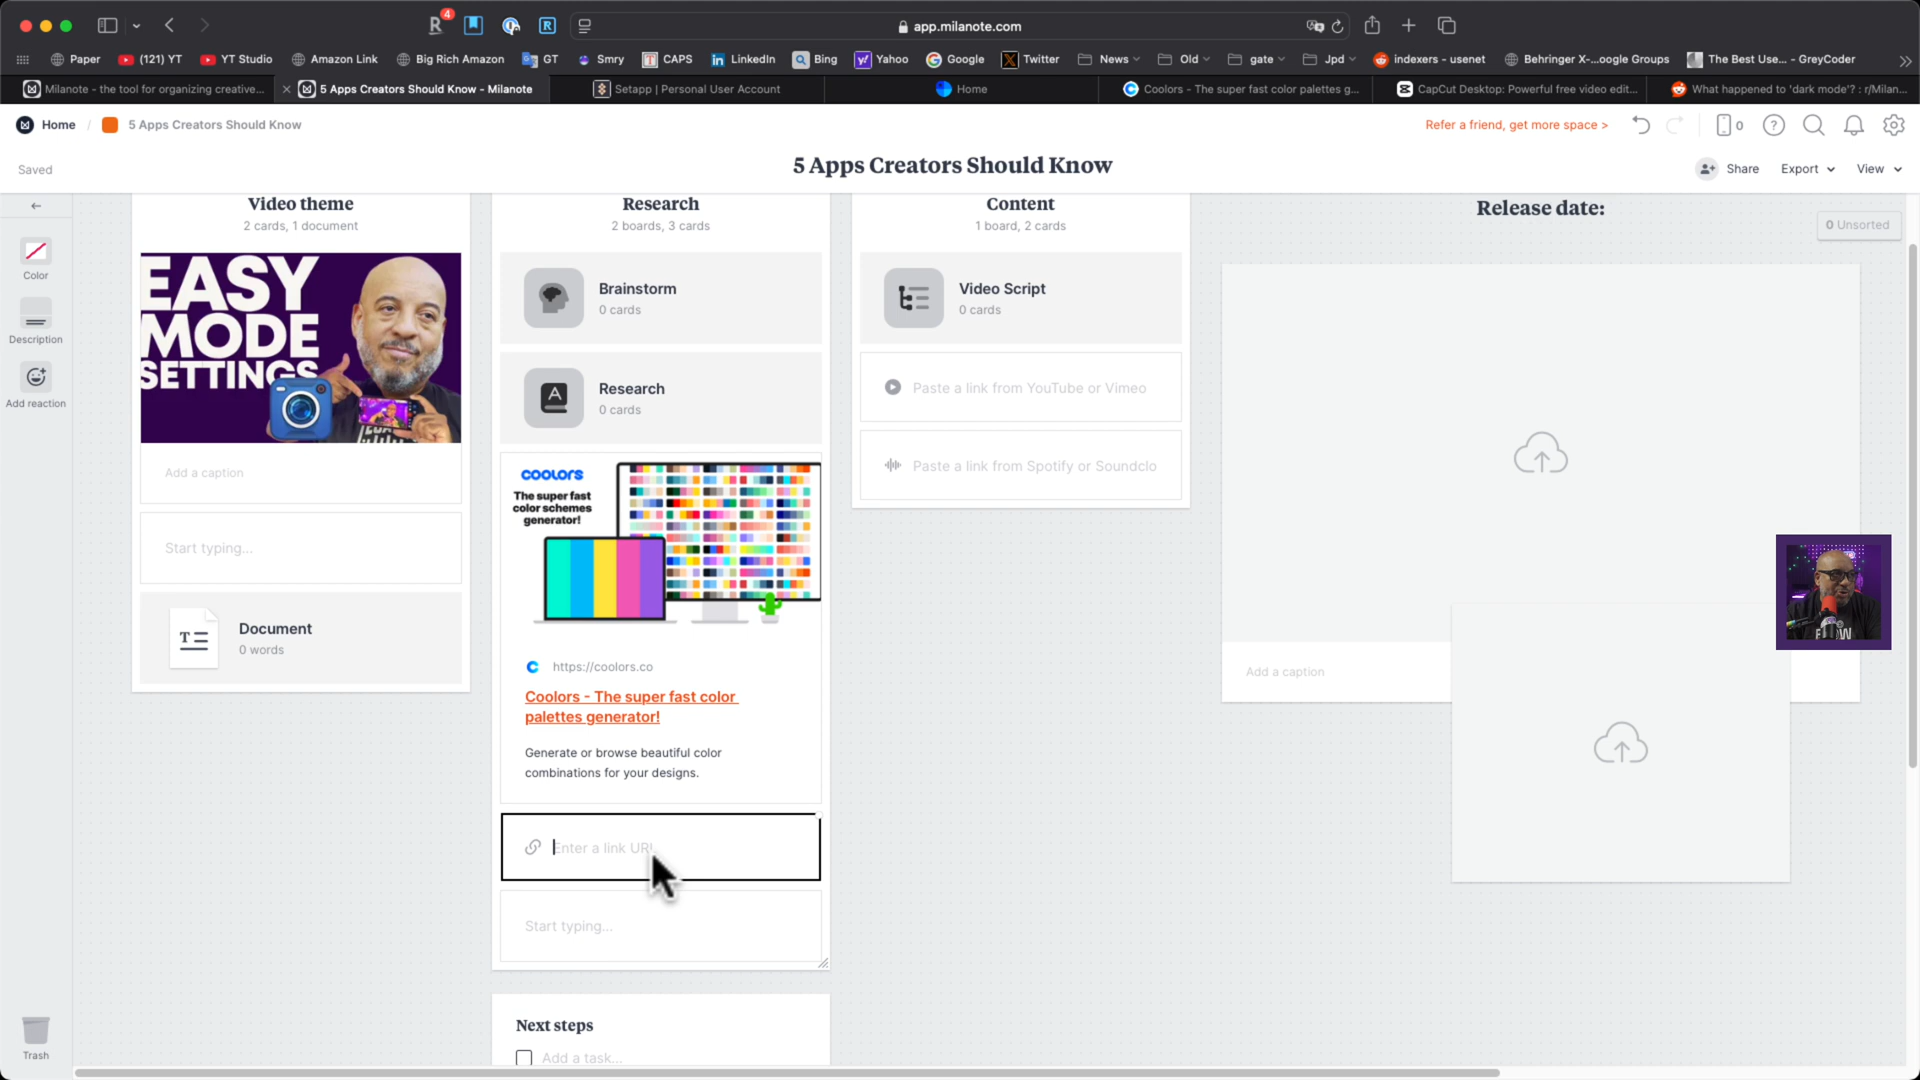 4
app.milanote.com
Paper
(121) YT
YT Studio
Amazon Link
Big Rich Amazon
GT
Smry
CAPS
LinkedIn
Bing
Yahoo
Google
Twitter
News
Old
gate
Jpd
indexers - usenet
Behringer X-...oogle Groups
The Best Use... - GreyCoder
Milanote - the tool for organizing creative...
5 Apps Creators Should Know - Milanote
Setapp | Personal User Account
Home
Coolors - The super fast color palettes g...
CapCut Desktop: Powerful free video edit...
What happened to 'dark mode'? : r/Milan...
Home / 5 Apps Creators Should Know
Refer a friend, get more space >
0
Saved
5 Apps Creators Should Know
Share
Export
View
Color
Description
Add reaction
Trash
Video theme
2 cards, 1 document
EASY
MODE
SETTINGS
Add a caption
Start typing...
Document
0 words
Research
2 boards, 3 cards
Brainstorm
0 cards
Research
0 cards
coolors
The super fast
color schemes
generator!
https://coolors.co
Coolors - The super fast color
palettes generator!
Generate or browse beautiful color
combinations for your designs.
Enter a link URL
Start typing...
Next steps
Add a task...
Content
1 board, 2 cards
Video Script
0 cards
Paste a link from YouTube or Vimeo
Paste a link from Spotify or Soundclo
Release date:
0 Unsorted
Add a caption